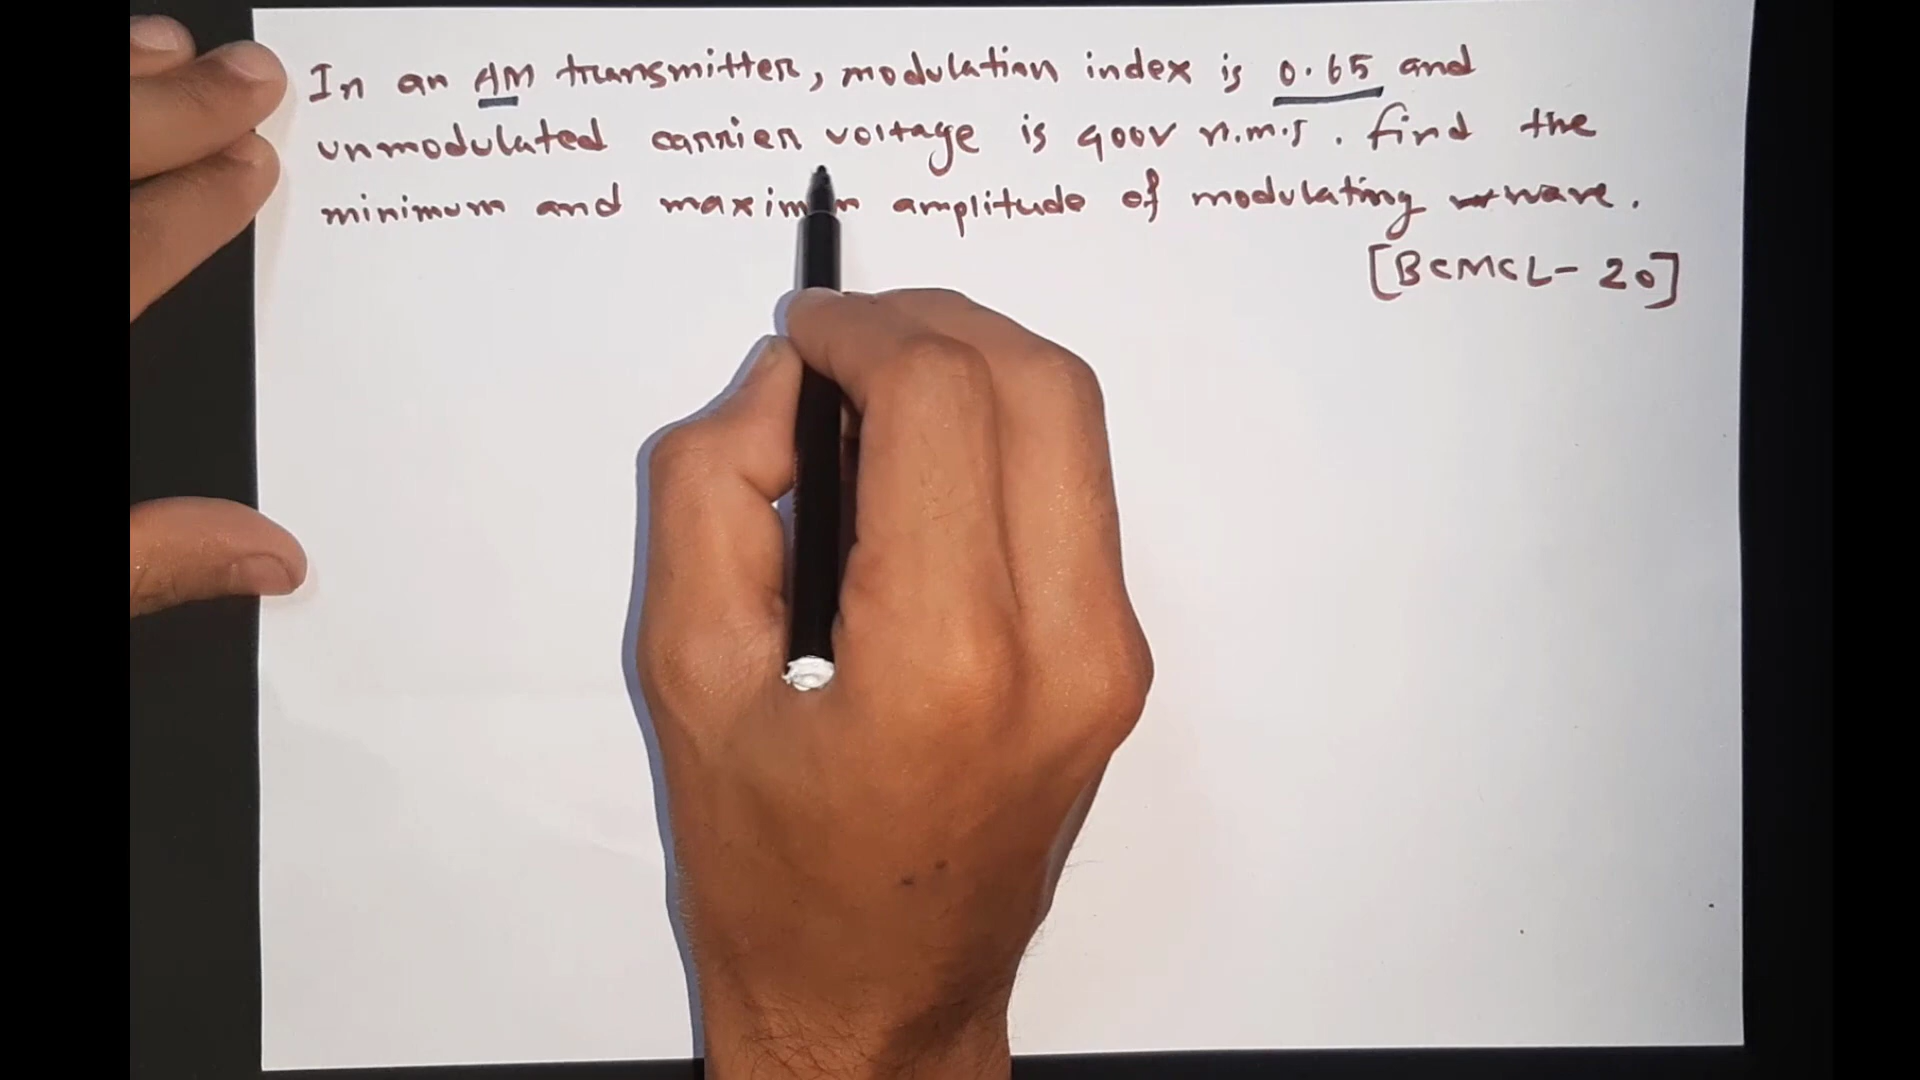 In an AM transmitter, modulation index is 0.65 and
unmodulated carrier voltage is 900V r.m.s. find the
minimum and amplitude of modulating wave.
[BCMCL- 20]